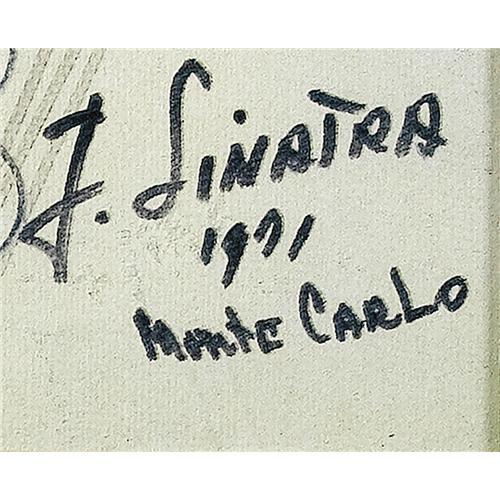 F. SINATRA
1971
MONTE CARLO